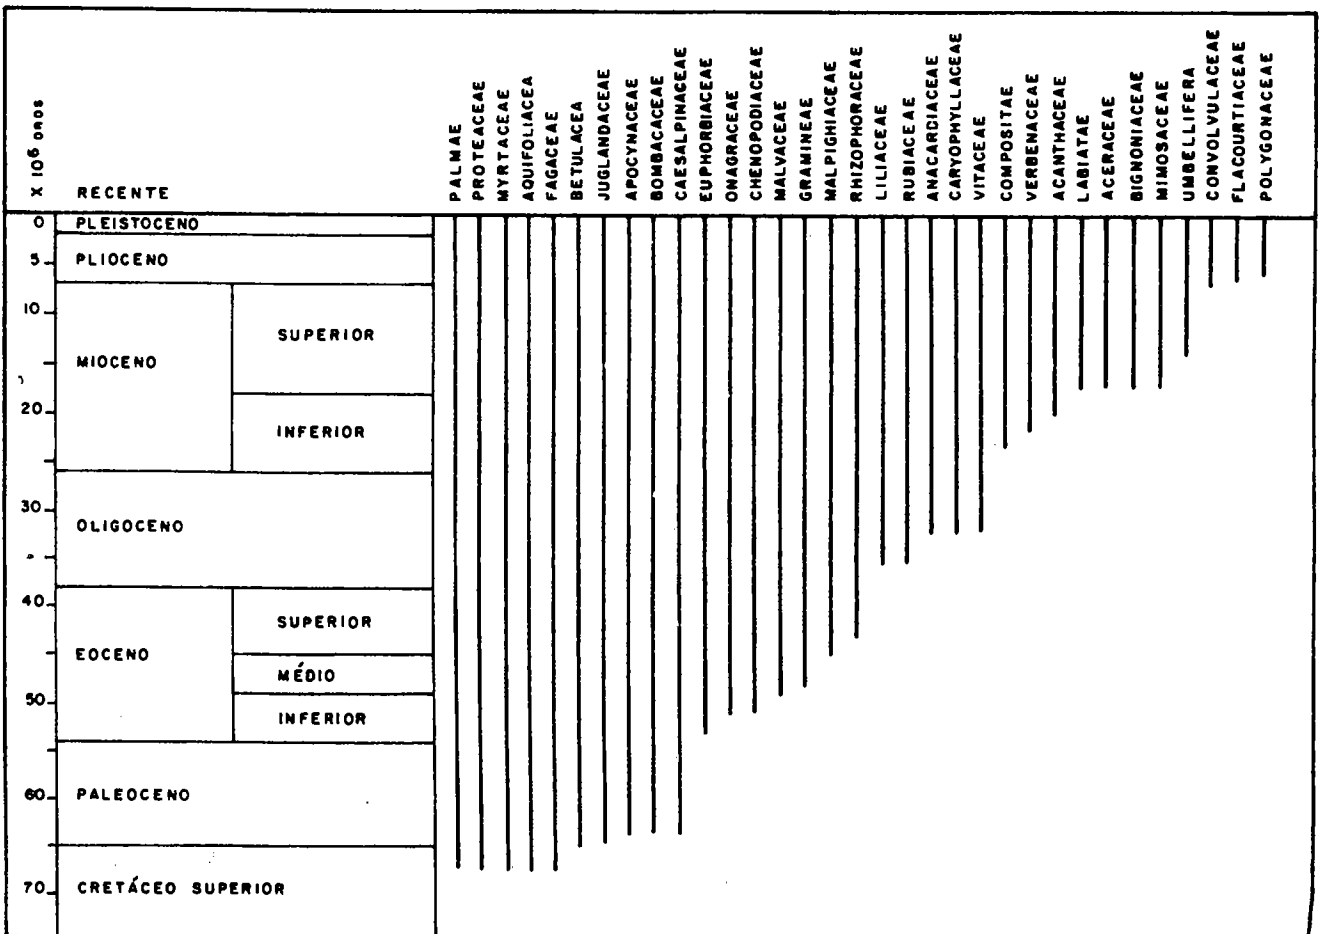 X 10⁶ anos
RECENTE
PALMAE
PROTEACEAE
MYRTACEAE
AQUIFOLIACEA
FAGACEAE
BETULACEA
JUGLANDACEAE
APOCYNACEAE
BOMBACACEAE
CAESALPINACEAE
EUPHORBIACEAE
ONAGRACEAE
CHENOPODIACEAE
MALVACEAE
GRAMINEAE
MALPIGHIACEAE
RHIZOPHORACEAE
LILIACEAE
RUBIACEAE
ANACARDIACEAE
CARYOPHYLLACEAE
VITACEAE
COMPOSITAE
VERBENACEAE
ACANTHACEAE
LABIATAE
ACERACEAE
BIGNONIACEAE
MIMOSACEAE
UMBELLIFERA
CONVOLVULACEAE
FLACOURTIACEAE
POLYGONACEAE
0
PLEISTOCENO
5
PLIOCENO
10
SUPERIOR
MIOCENO
20
INFERIOR
30
OLIGOCENO
40
SUPERIOR
EOCENO
MÉDIO
50
INFERIOR
60
PALEOCENO
70
CRETÁCEO SUPERIOR